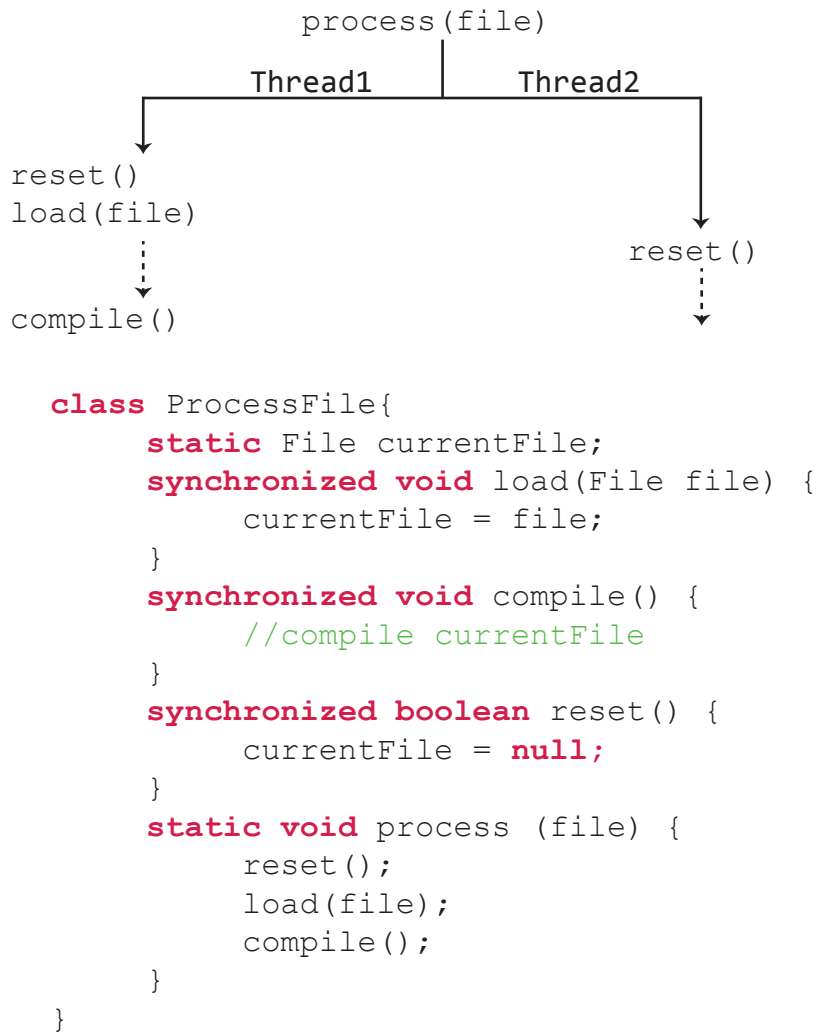 process(file)
Thread1 Thread2
reset()
load(file)
reset()
compile()
class ProcessFile{
static File currentFile;
synchronized void load(File file) {
currentFile = file;
}
synchronized void compile() {
//compile currentFile
}
synchronized boolean reset() {
currentFile = null;
}
static void process (file) {
reset();
load(file);
compile();
}
}